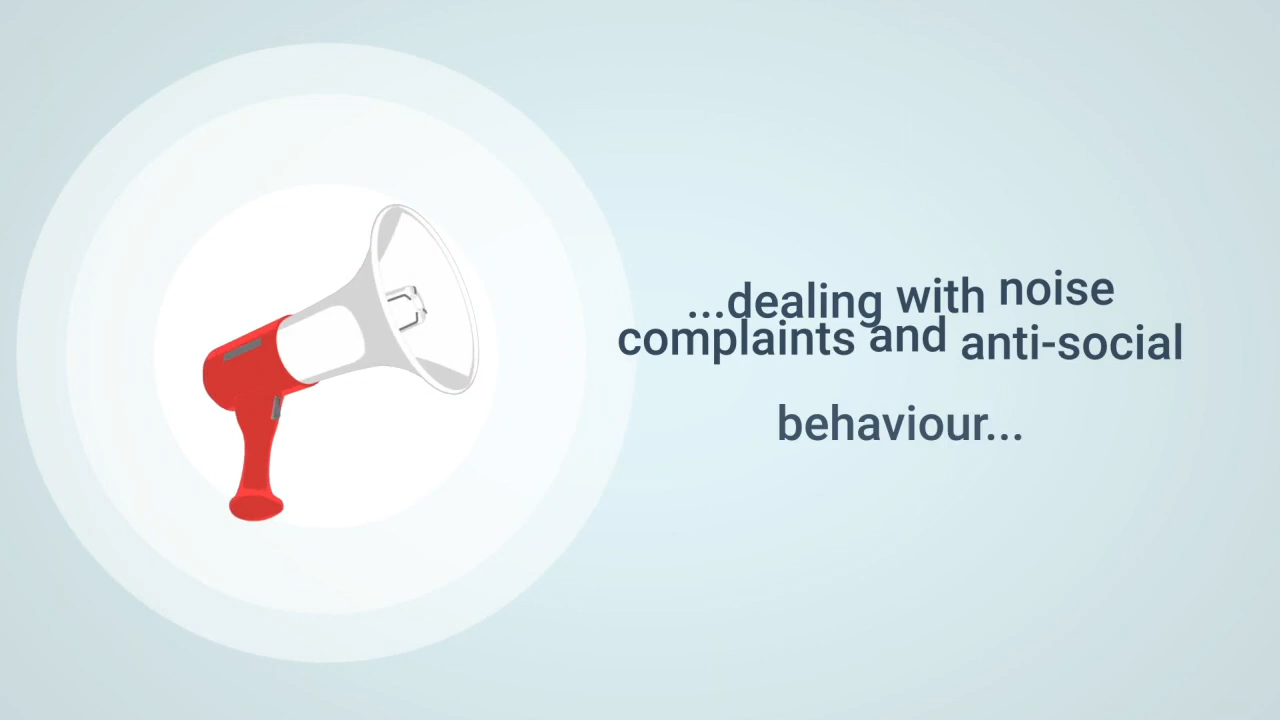 ...dealing with noise
complaints and anti-social
behaviour...